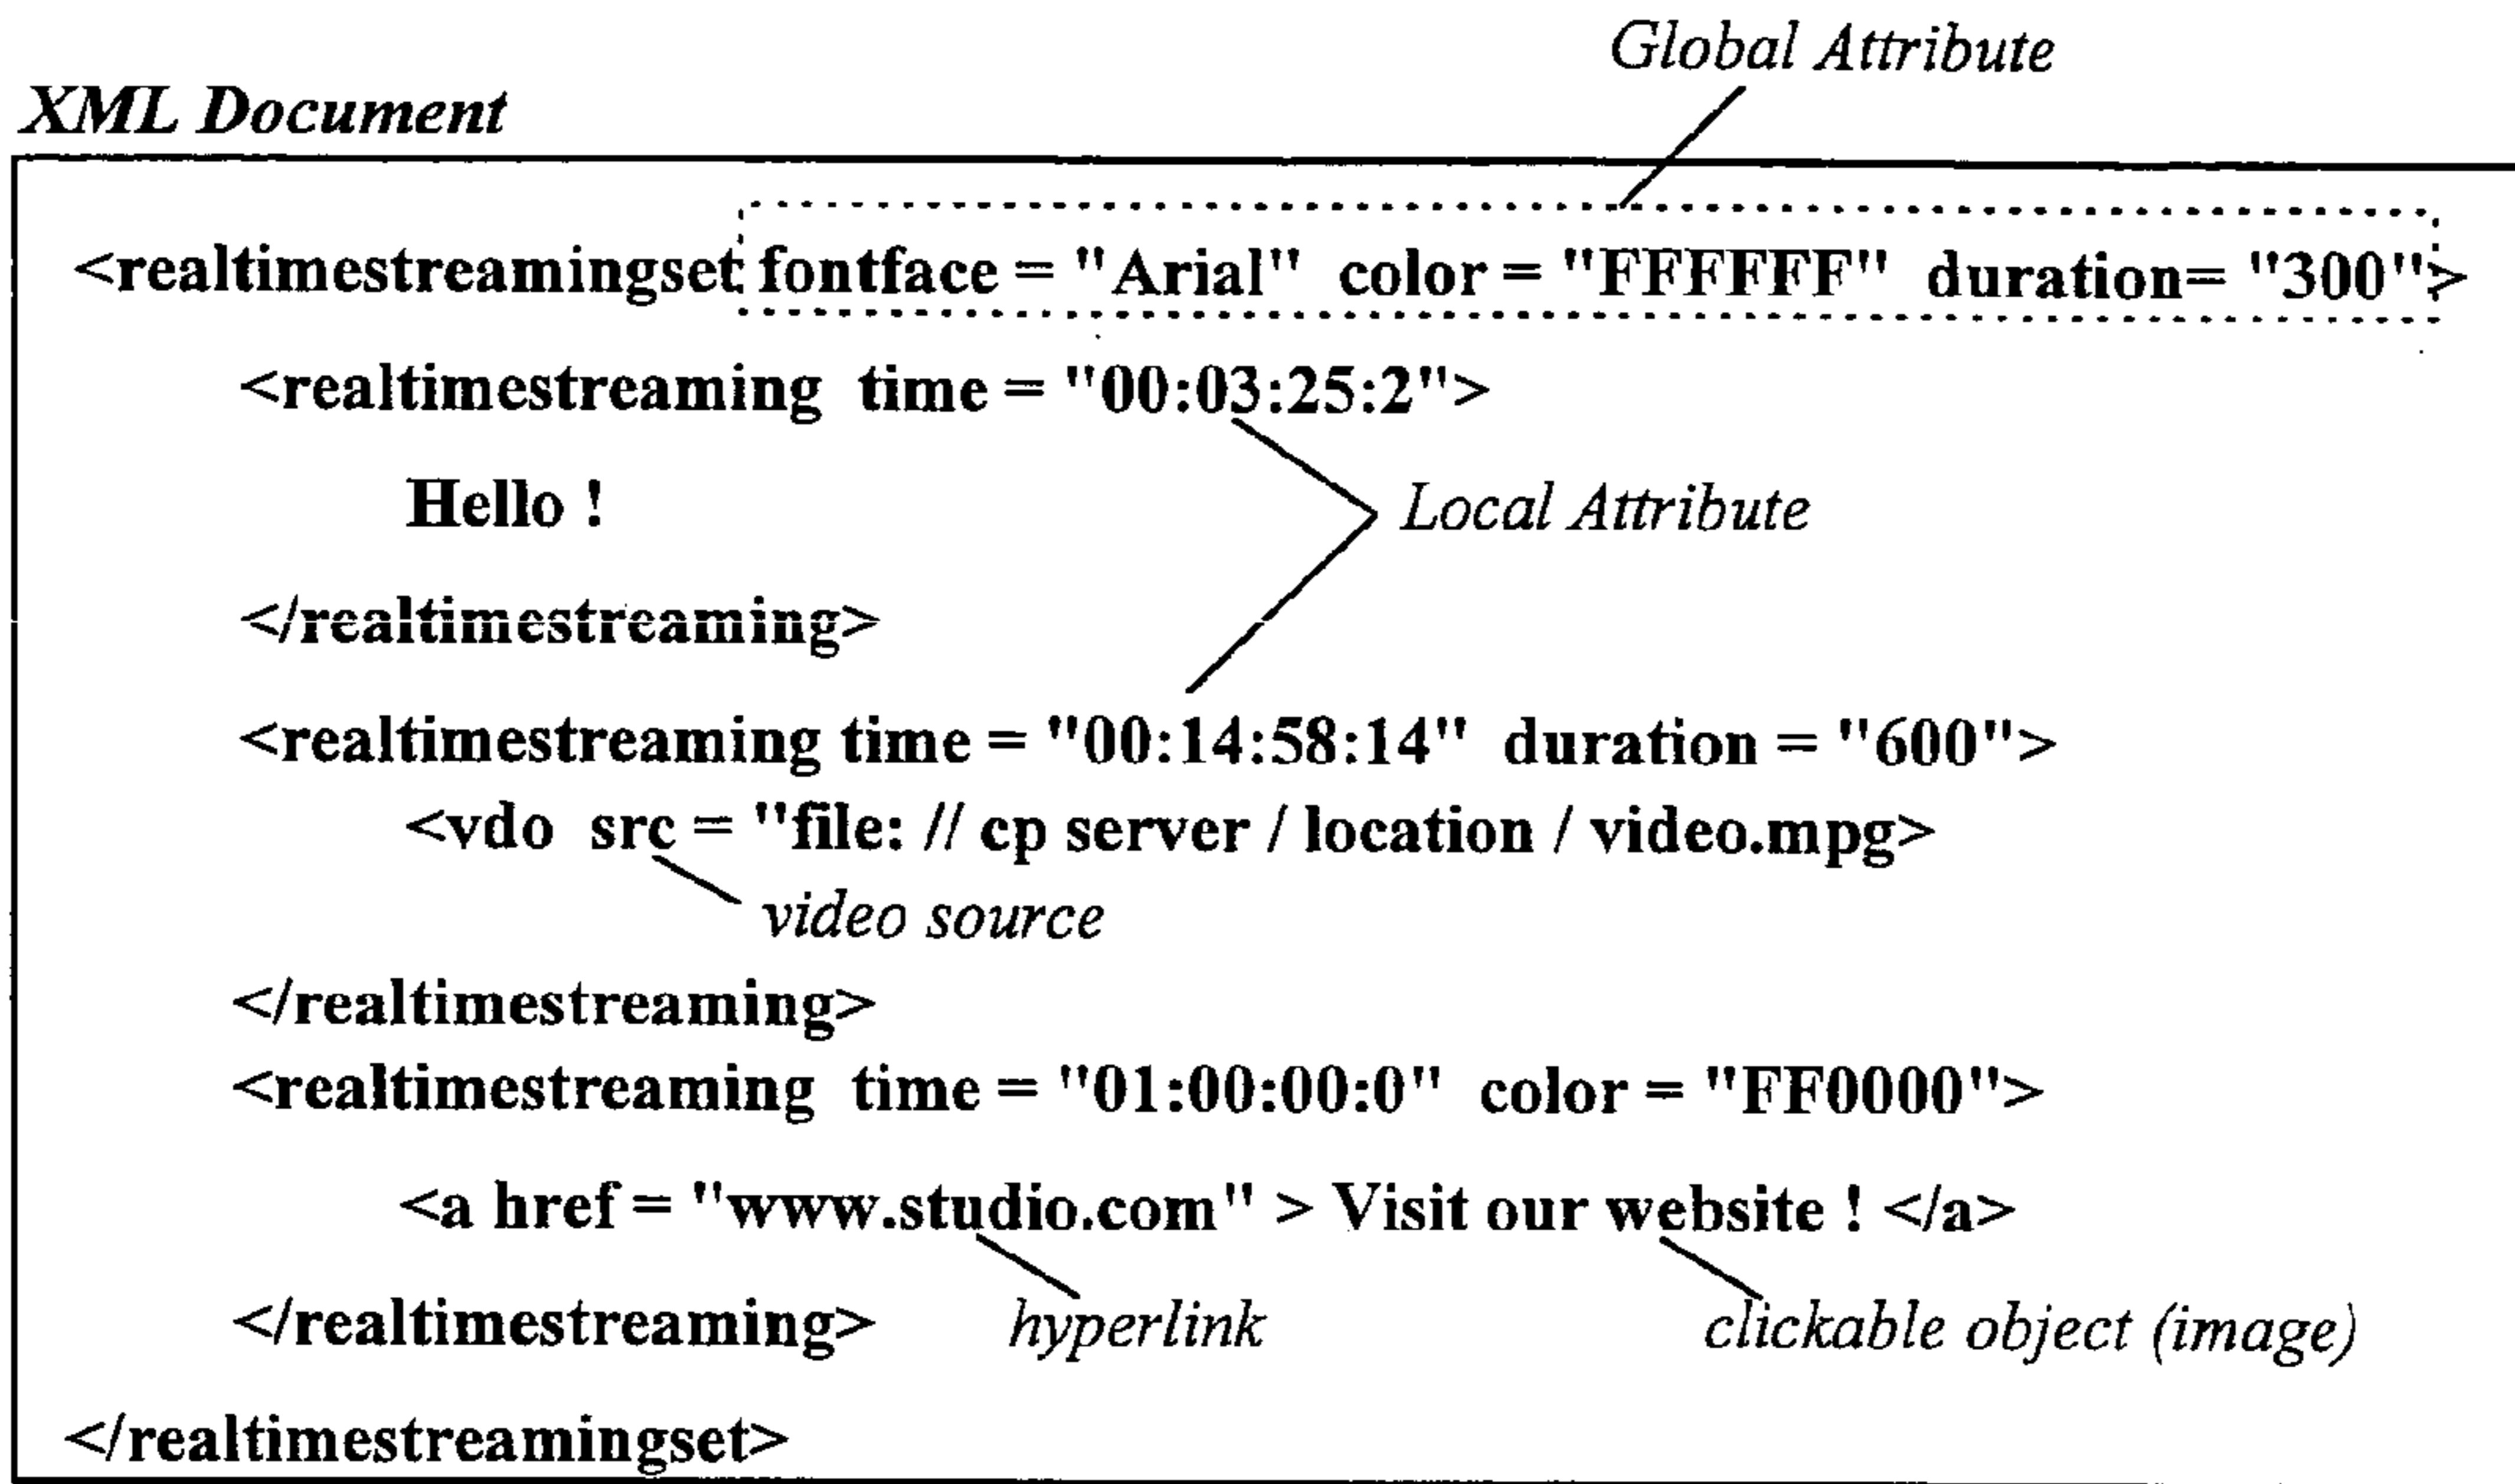 Global Attribute
XML Document
<realtimestreamingset fontface = "Arial" color = "FFFFFF" duration= "300">
<realtimestreaming time = "00:03:25:2">
Hello !
Local Attribute
</realtimestreaming>
<realtimestreaming time = "00:14:58:14" duration = "600">
<vdo src = "file: // cp server / location / video.mpg>
video source
</realtimestreaming>
<realtimestreaming time = "01:00:00:0" color = "FF0000">
<a href = "www.studio.com" > Visit our website ! </a>
</realtimestreaming>
hyperlink
clickable object (image)
</realtimestreamingset>